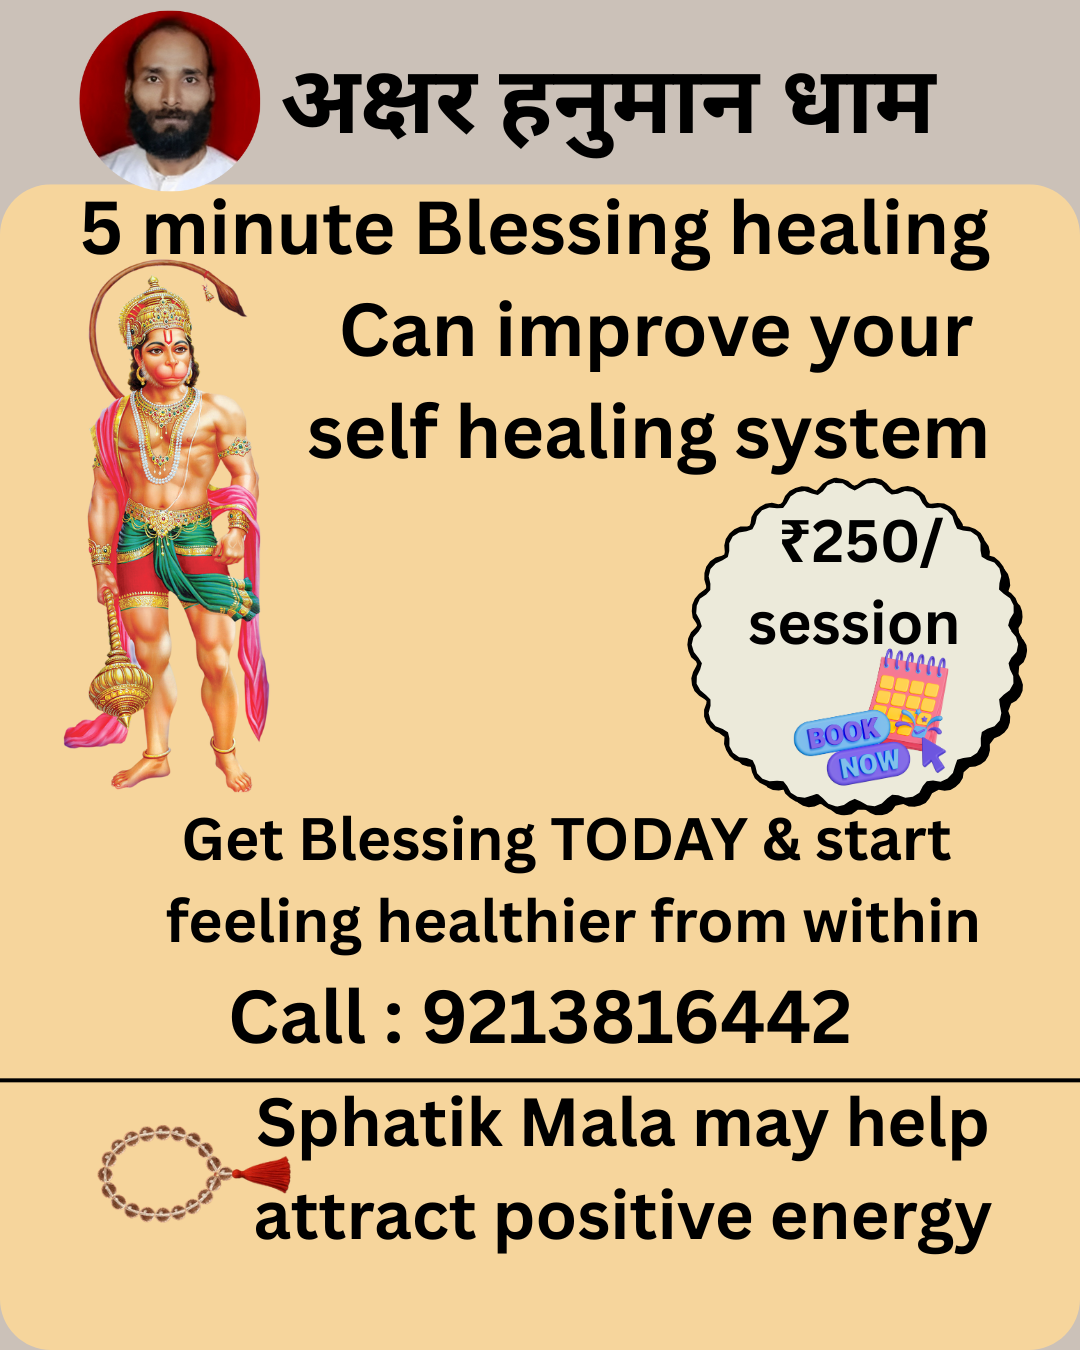 अक्षर हनुमान धाम
5 minute Blessing healing
Can improve your
self healing system
₹250/
session
BOOK
NOW
Get Blessing TODAY & start
feeling healthier from within
Call : 9213816442
Sphatik Mala may help
attract positive energy